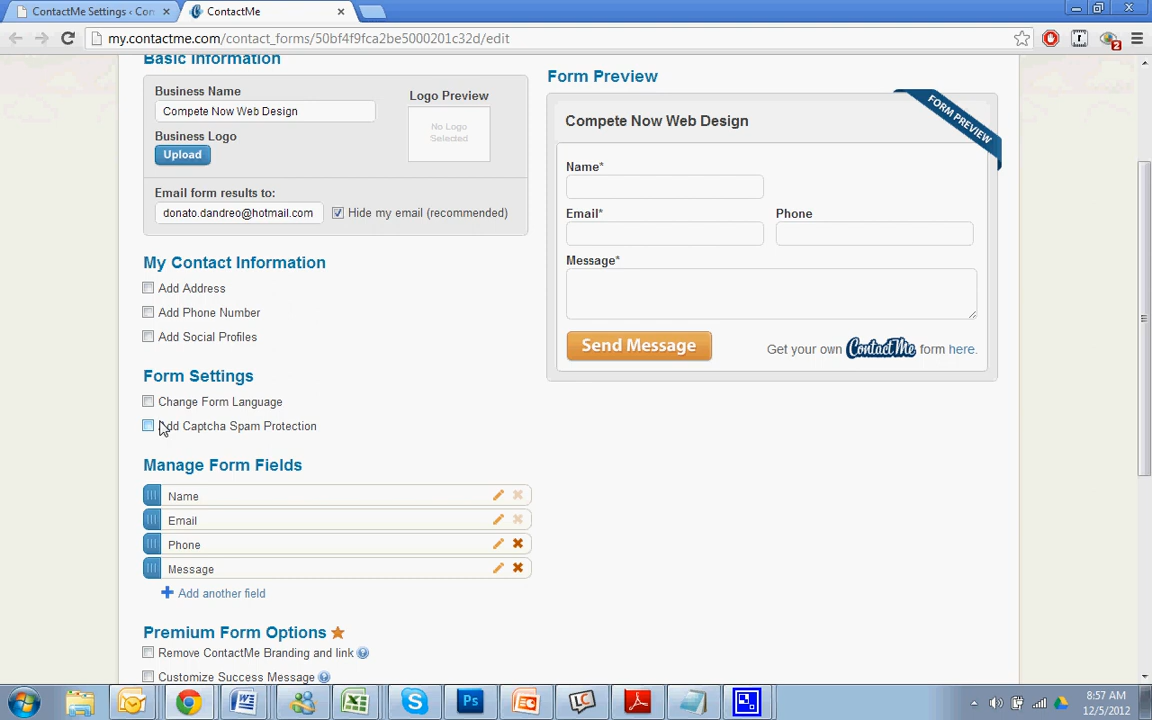 ContactMe Settings ‹ Con
ContactMe
my.contactme.com/contact_forms/50bf4f9fca2be5000201c32d/edit
2
Basic Information
Business Name
Compete Now Web Design
Business Logo
Upload
Logo Preview
No Logo
Selected
Email form results to:
donato.dandreo@hotmail.com
Hide my email (recommended)
My Contact Information
Add Address
Add Phone Number
Add Social Profiles
Form Settings
Change Form Language
Add Captcha Spam Protection
Manage Form Fields
Name
Email
Phone
Message
Add another field
Premium Form Options
Remove ContactMe Branding and link
Customize Success Message
Form Preview
FORM PREVIEW
Compete Now Web Design
Name*
Email*
Phone
Message*
Send Message
Get your own ContactMe form here.
8:57 AM
12/5/2012